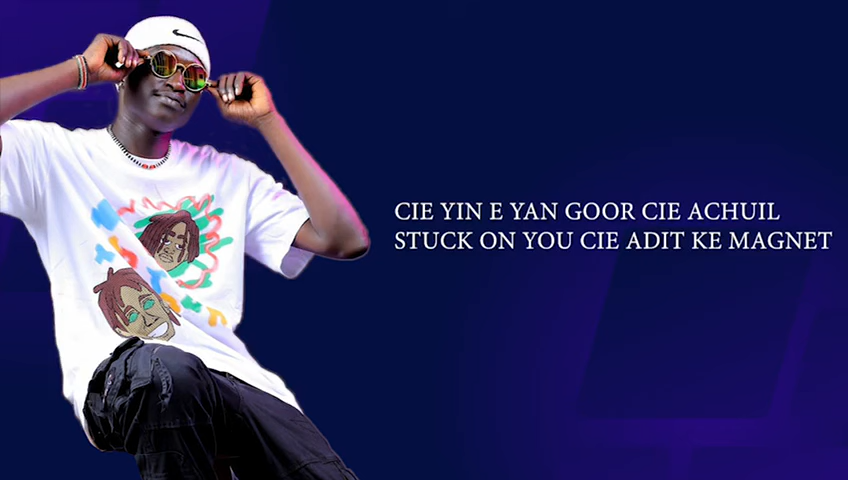 CIE YIN E YAN GOOR CIE ACHUIL
STUCK ON YOU CIE ADIT KE MAGNET